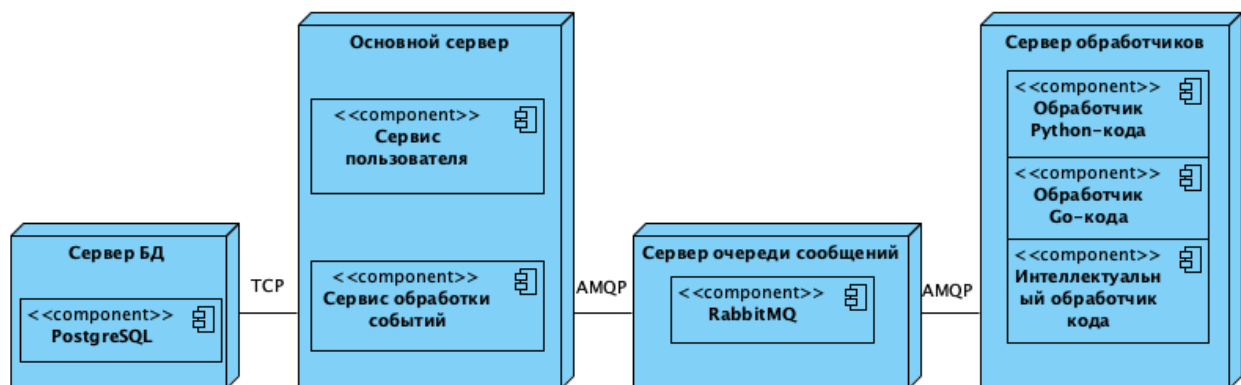 Сервер БД
<<component>>
PostgreSQL
TCP
Основной сервер
<<component>>
Сервис
пользователя
<<component>>
Сервис обработки
событий
AMQP
Сервер очереди сообщений
<<component>>
RabbitMQ
AMQP
Сервер обработчиков
<<component>>
Обработчик
Python-кода
<<component>>
Обработчик
Go-кода
<<component>>
Интеллектуальн
ый обработчик
кода